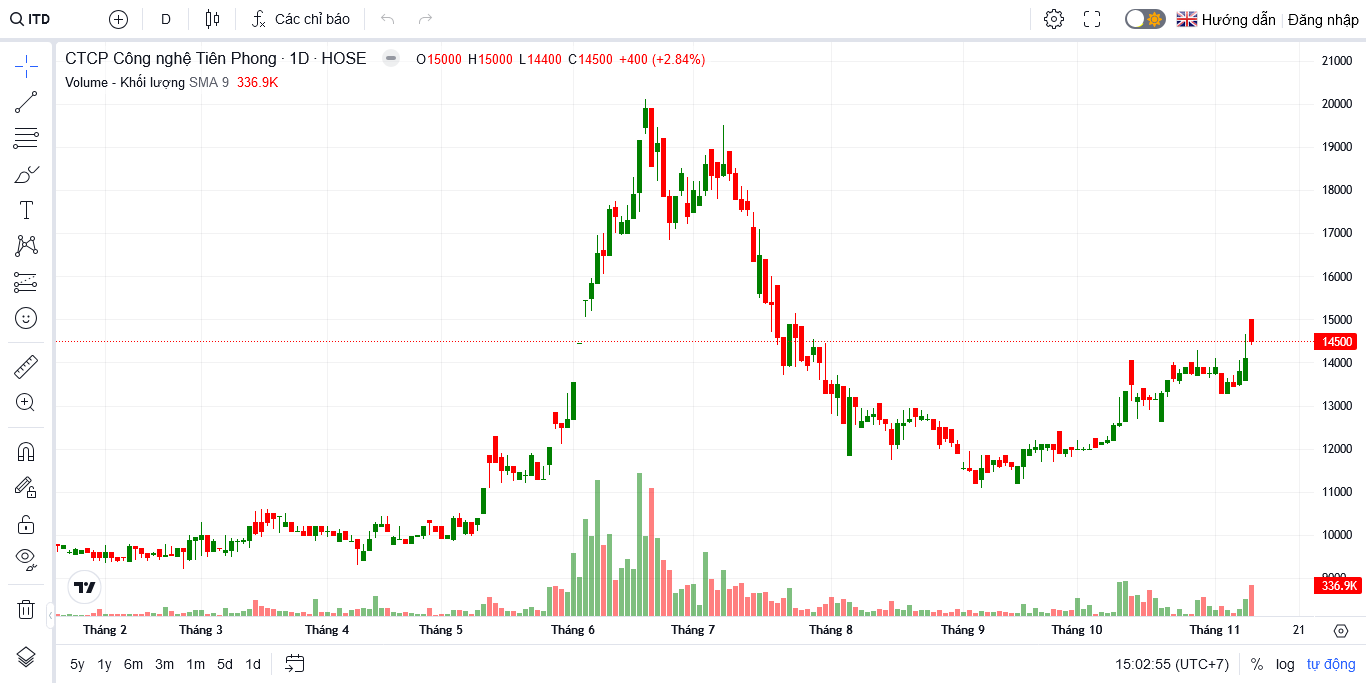 ITD D Các chỉ báo Hướng dẫn Đăng nhập
CTCP Công nghệ Tiên Phong · 1D · HOSE O15000 H15000 L14400 C14500 +400 (+2.84%)
Volume - Khối lượng SMA 9 336.9K
21000
20000
19000
18000
17000
16000
15000
14500
14000
13000
12000
11000
10000
9000
336.9K
Tháng 2 Tháng 3 Tháng 4 Tháng 5 Tháng 6 Tháng 7 Tháng 8 Tháng 9 Tháng 10 Tháng 11 21
5y 1y 6m 3m 1m 5d 1d 15:02:55 (UTC+7) % log tự động